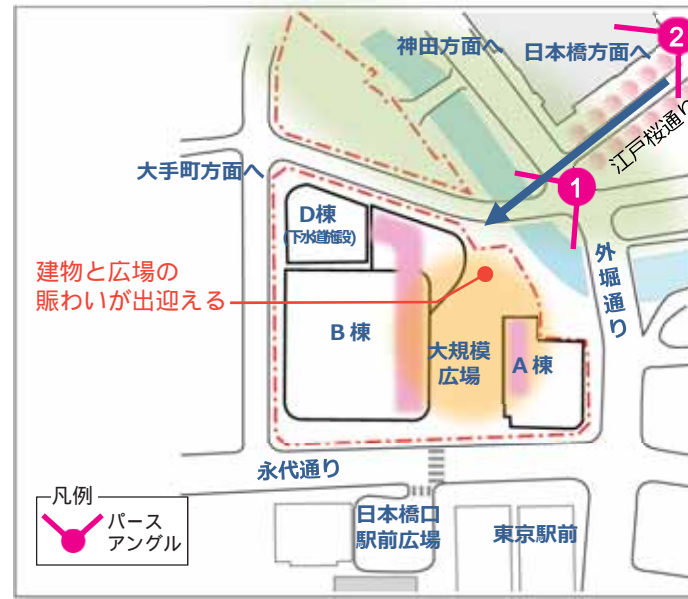 神田方面へ
日本橋方面へ
2
江戸桜通り
大手町方面へ
1
D棟
(下水道施設)
外堀通り
建物と広場の
賑わいが出迎える
B棟
大規模
広場
A棟
永代通り
凡例
パース
アングル
日本橋口
駅前広場
東京駅前